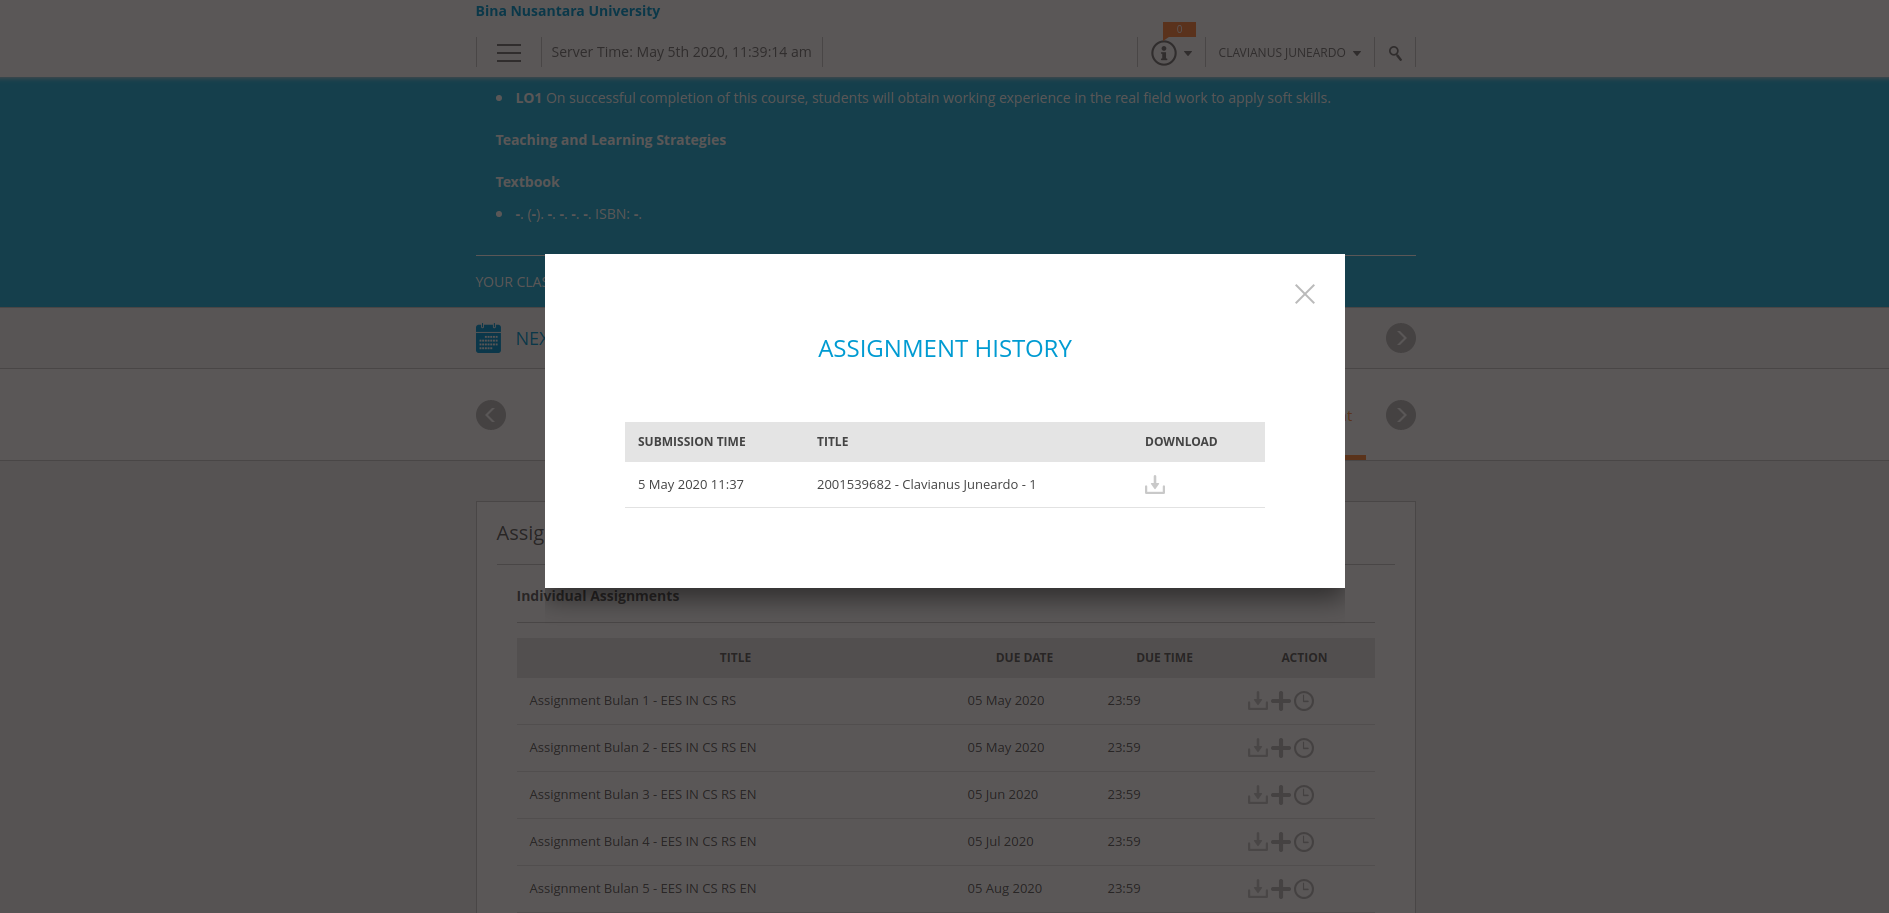 Bina Nusantara University
0
Server Time: May 5th 2020, 11:39:14 am
CLAVIANUS JUNEARDO
LO1 On successful completion of this course, students will obtain working experience in the real field work to apply soft skills.
Teaching and Learning Strategies
Textbook
-. (-). -. -. -. -. ISBN: -.
ASSIGNMENT HISTORY
SUBMISSION TIME TITLE DOWNLOAD
5 May 2020 11:37 2001539682 - Clavianus Juneardo - 1
Individual Assignments
TITLE DUE DATE DUE TIME ACTION
Assignment Bulan 1 - EES IN CS RS 05 May 2020 23:59
Assignment Bulan 2 - EES IN CS RS EN 05 May 2020 23:59
Assignment Bulan 3 - EES IN CS RS EN 05 Jun 2020 23:59
Assignment Bulan 4 - EES IN CS RS EN 05 Jul 2020 23:59
Assignment Bulan 5 - EES IN CS RS EN 05 Aug 2020 23:59